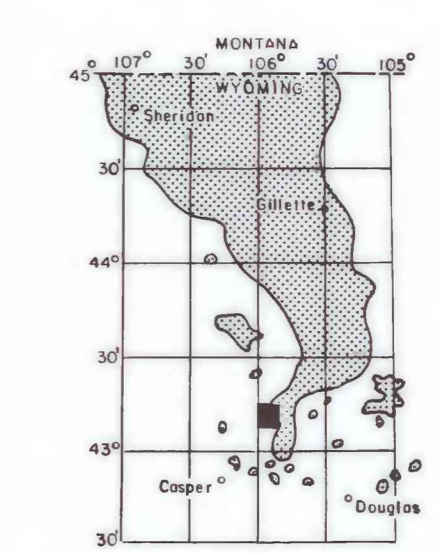 MONTANA
45° 107° 30' 106° 30' 105°
WYOMING
Sheridan
30'
Gillette
44°
30'
43°
Casper
Douglas
30'